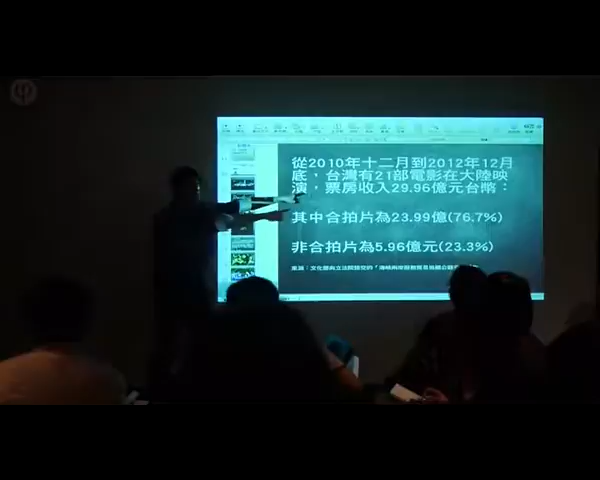 從2010年十二月到2012年12月
底，台灣有21部電影在大陸映
演，票房收入29.96億元台幣：
其中合拍片為23.99億(76.7%)
非合拍片為5.96億元(23.3%)